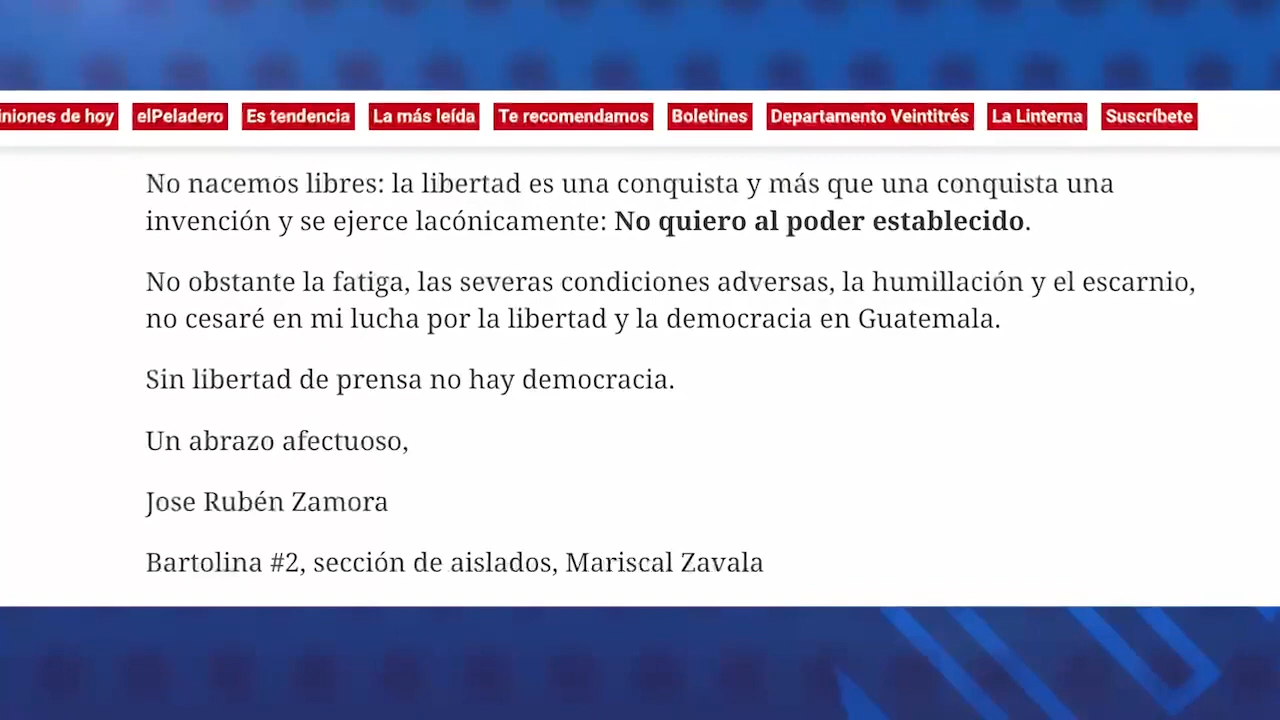 niones de hoy elPeladero Es tendencia La más leída Te recomendamos Boletines Departamento Veintitrés La Linterna Suscríbete
No nacemos libres: la libertad es una conquista y más que una conquista una
invención y se ejerce lacónicamente: No quiero al poder establecido.
No obstante la fatiga, las severas condiciones adversas, la humillación y el escarnio,
no cesaré en mi lucha por la libertad y la democracia en Guatemala.
Sin libertad de prensa no hay democracia.
Un abrazo afectuoso,
Jose Rubén Zamora
Bartolina #2, sección de aislados, Mariscal Zavala